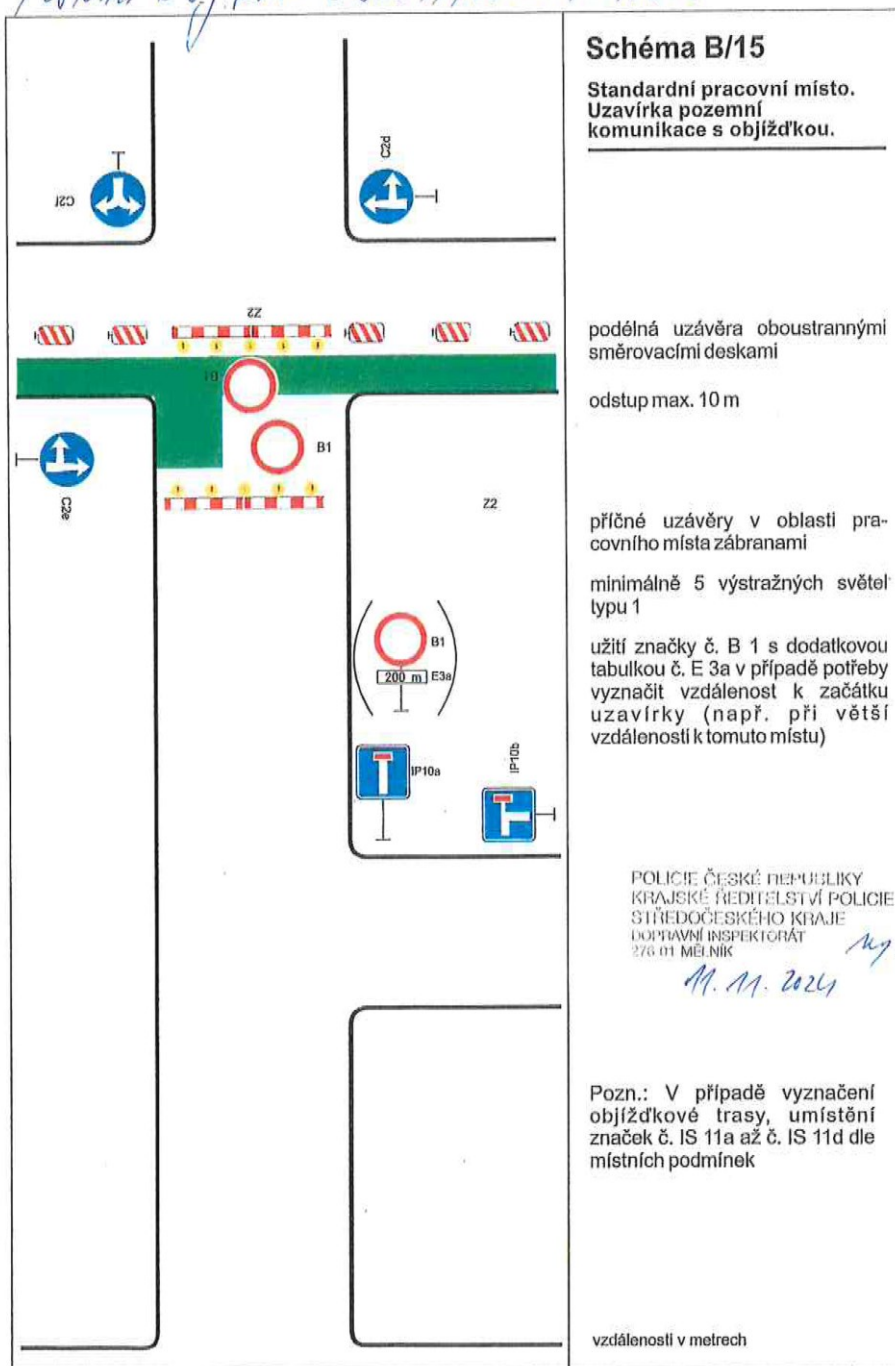 Schéma B/15
Standardní pracovní místo.
Uzavírka pozemní
komunikace s objížďkou.
C2f
C2d
Z2
podélná uzávěra oboustrannými
směrovacími deskami
odstup max. 10 m
B1
B1
C2e
Z2
příčné uzávěry v oblasti pra-
covního místa zábranami
minimálně 5 výstražných světel
typu 1
užití značky č. B 1 s dodatkovou
tabulkou č. E 3a v případě potřeby
vyznačit vzdálenost k začátku
uzavírky (např. při větší
vzdálenosti k tomuto místu)
B1
200 m E3a
IP10a
IP10b
POLICIE ČESKÉ REPUBLIKY
KRAJSKÉ ŘEDITELSTVÍ POLICIE
STŘEDOČESKÉHO KRAJE
DOPRAVNÍ INSPEKTORÁT
276 01 MĚLNÍK
11. 11. 2024
Pozn.: V případě vyznačení
objížďkové trasy, umístění
značek č. IS 11a až č. IS 11d dle
místních podmínek
vzdálenosti v metrech